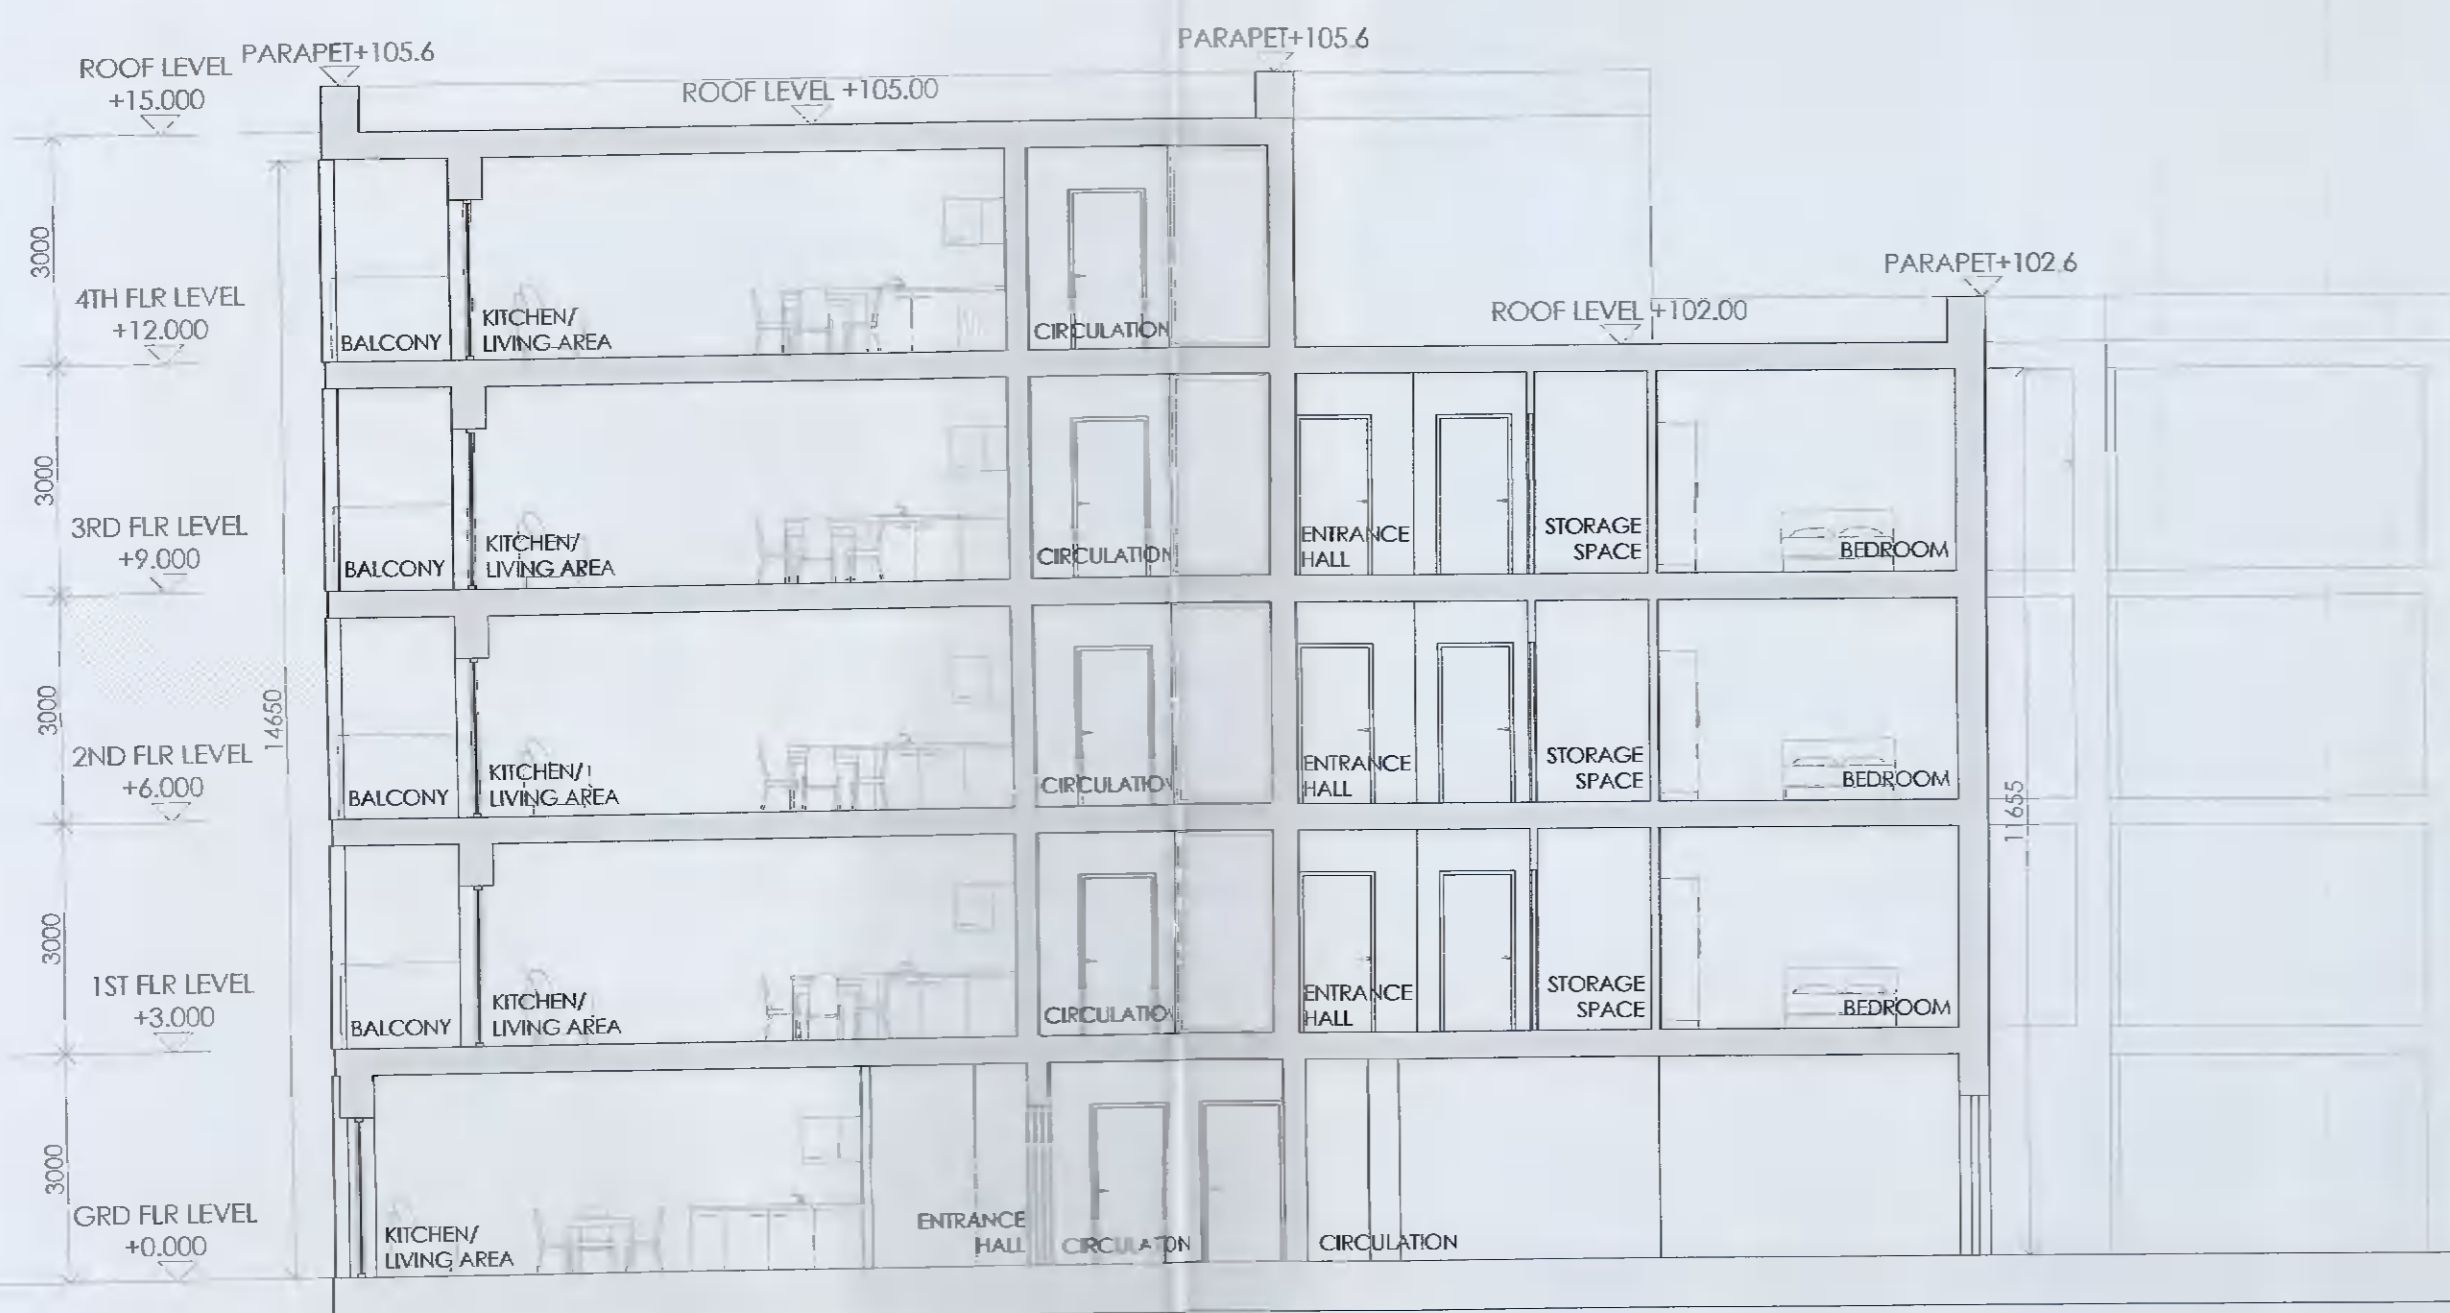 PARAPET+105.6
PARAPET+105.6
ROOF LEVEL
+15.000
ROOF LEVEL +105.00
3000
4TH FLR LEVEL
+12.000
PARAPET+102.6
ROOF LEVEL +102.00
BALCONY
KITCHEN/
LIVING AREA
CIRCULATION
3000
3RD FLR LEVEL
+9.000
BALCONY
KITCHEN/
LIVING AREA
CIRCULATION
ENTRANCE
HALL
STORAGE
SPACE
BEDROOM
3000
14650
2ND FLR LEVEL
+6.000
BALCONY
KITCHEN/
LIVING AREA
CIRCULATION
ENTRANCE
HALL
STORAGE
SPACE
BEDROOM
11655
3000
1ST FLR LEVEL
+3.000
BALCONY
KITCHEN/
LIVING AREA
CIRCULATION
ENTRANCE
HALL
STORAGE
SPACE
BEDROOM
3000
GRD FLR LEVEL
+0.000
KITCHEN/
LIVING AREA
ENTRANCE
HALL
CIRCULATION
CIRCULATION